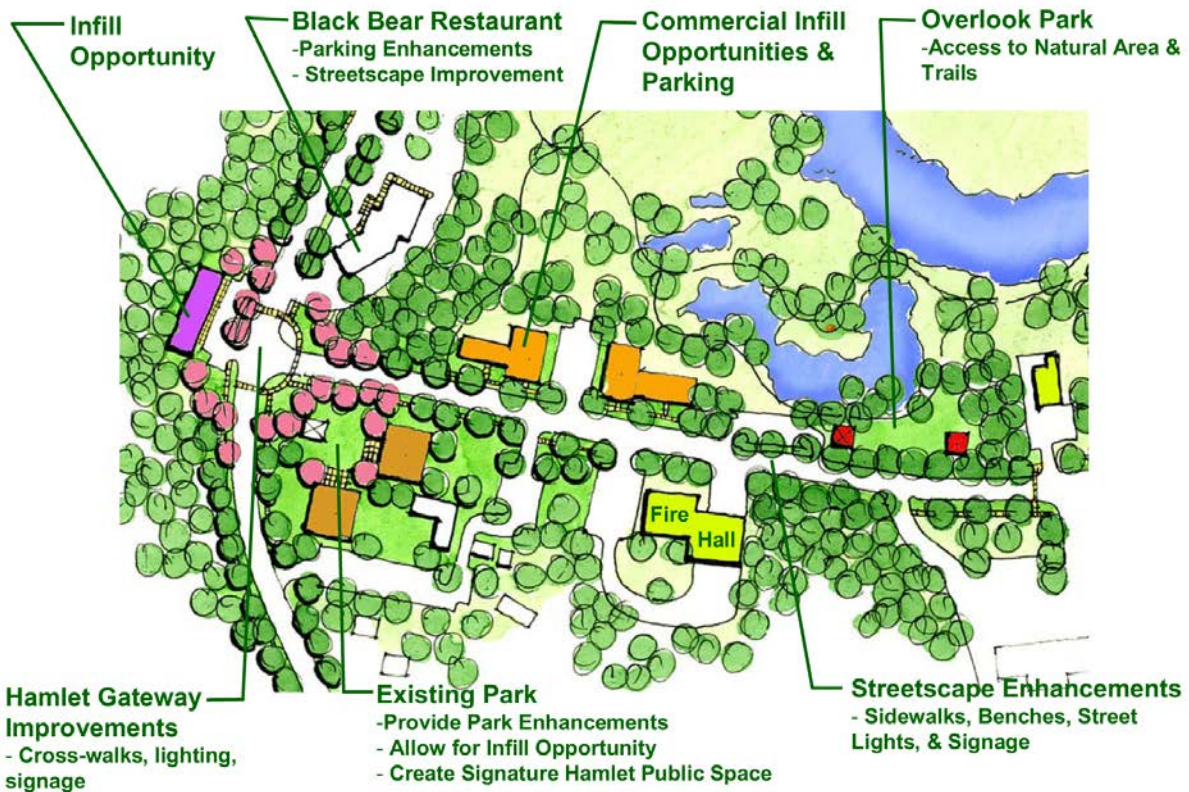 Infill
Opportunity
Black Bear Restaurant
-Parking Enhancements
- Streetscape Improvement
Commercial Infill
Opportunities &
Parking
Overlook Park
-Access to Natural Area &
Trails
Fire
Hall
Hamlet Gateway
Improvements
- Cross-walks, lighting,
signage
Existing Park
-Provide Park Enhancements
- Allow for Infill Opportunity
- Create Signature Hamlet Public Space
Streetscape Enhancements
- Sidewalks, Benches, Street
Lights, & Signage